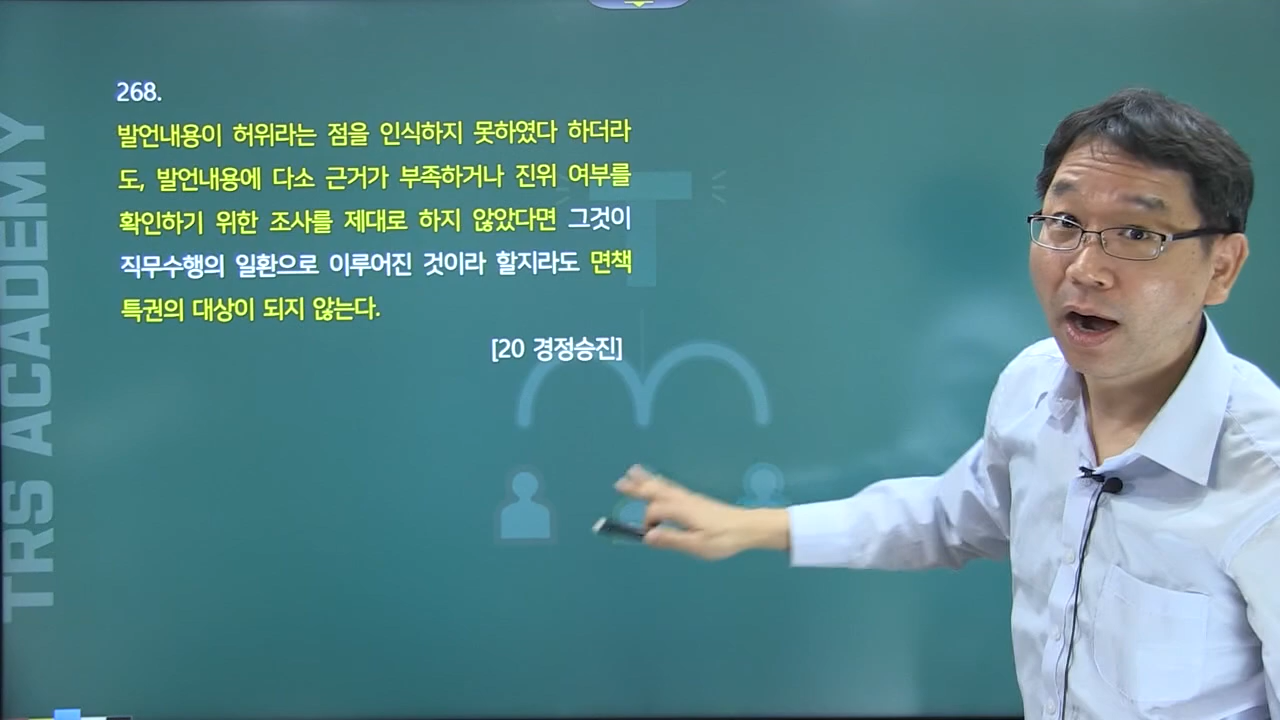 268.
발언내용이 허위라는 점을 인식하지 못하였다 하더라
도, 발언내용에 다소 근거가 부족하거나 진위 여부를
확인하기 위한 조사를 제대로 하지 않았다면 그것이
직무수행의 일환으로 이루어진 것이라 할지라도 면책
특권의 대상이 되지 않는다.
[20 경정승진]
TRS ACADEMY